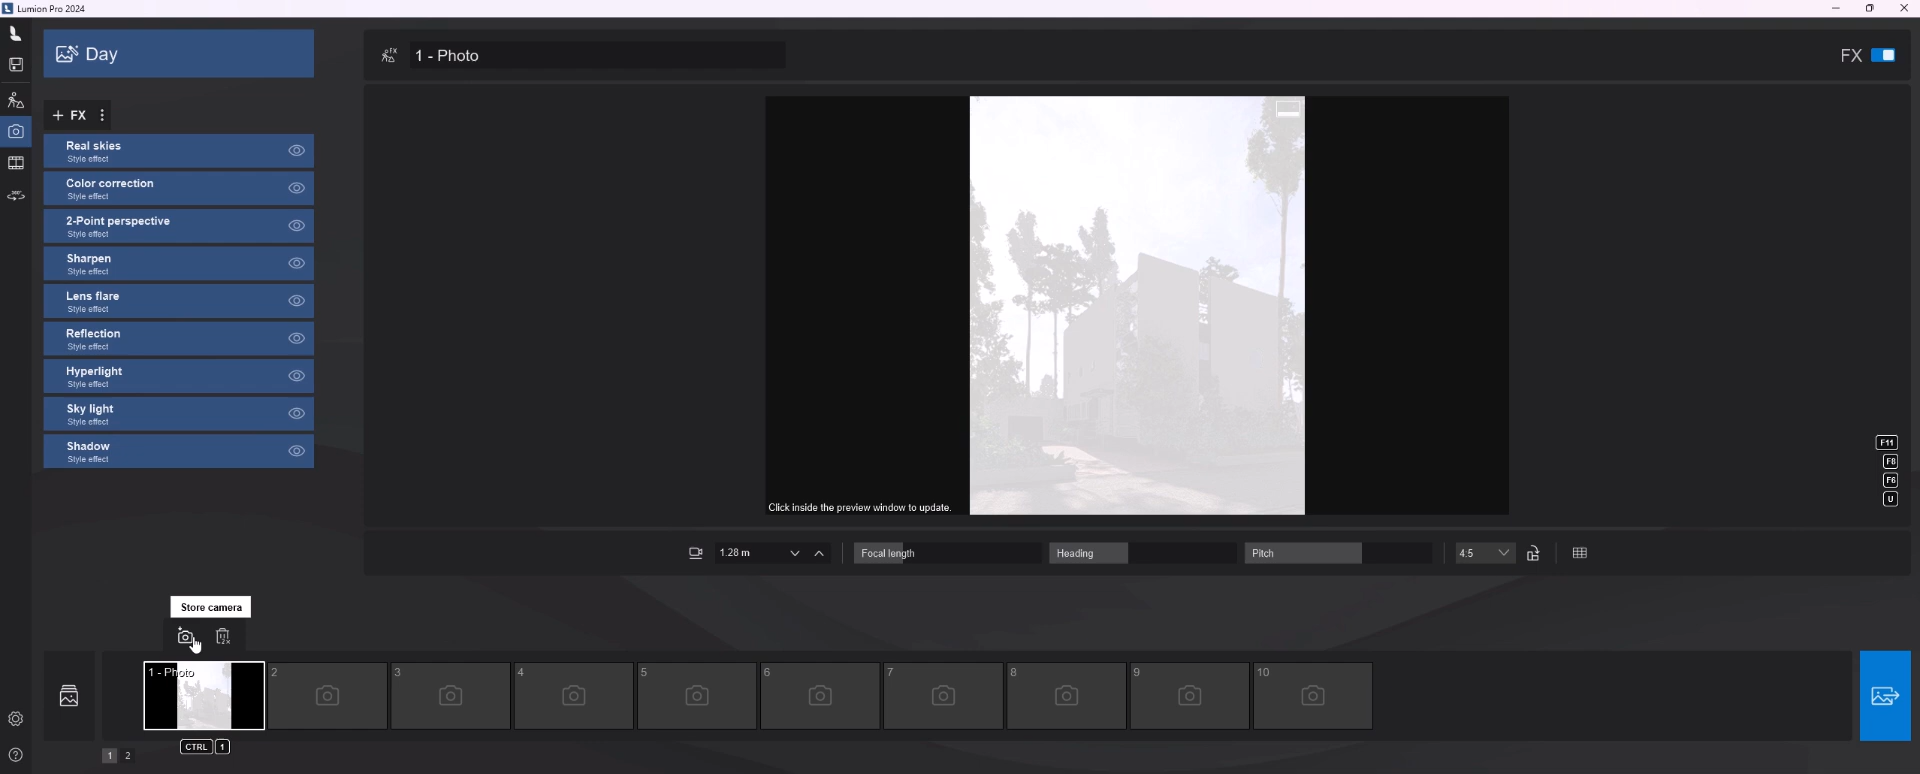 Lumion Pro 2024
Day
FX
1 - Photo
FX
Real skies
Style effect
Color correction
Style effect
2-Point perspective
Style effect
Sharpen
Style effect
Lens flare
Style effect
Reflection
Style effect
Hyperlight
Style effect
Sky light
Style effect
Shadow
Style effect
360°
F11
F8
F6
U
Click inside the preview window to update.
1.28 m
Focal length
Heading
Pitch
4:5
Store camera
1 - Photo
2
3
4
5
6
7
8
9
10
CTRL 1
1 2